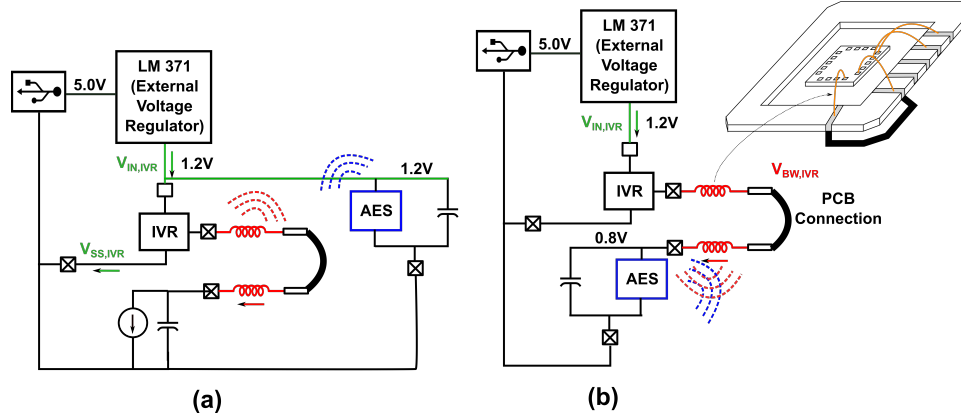 5.0V
LM 371
(External
Voltage
Regulator)
V_IN,IVR
1.2V
1.2V
AES
IVR
V_SS,IVR
(a)
5.0V
LM 371
(External
Voltage
Regulator)
V_IN,IVR
1.2V
IVR
V_BW,IVR
PCB
Connection
0.8V
AES
(b)